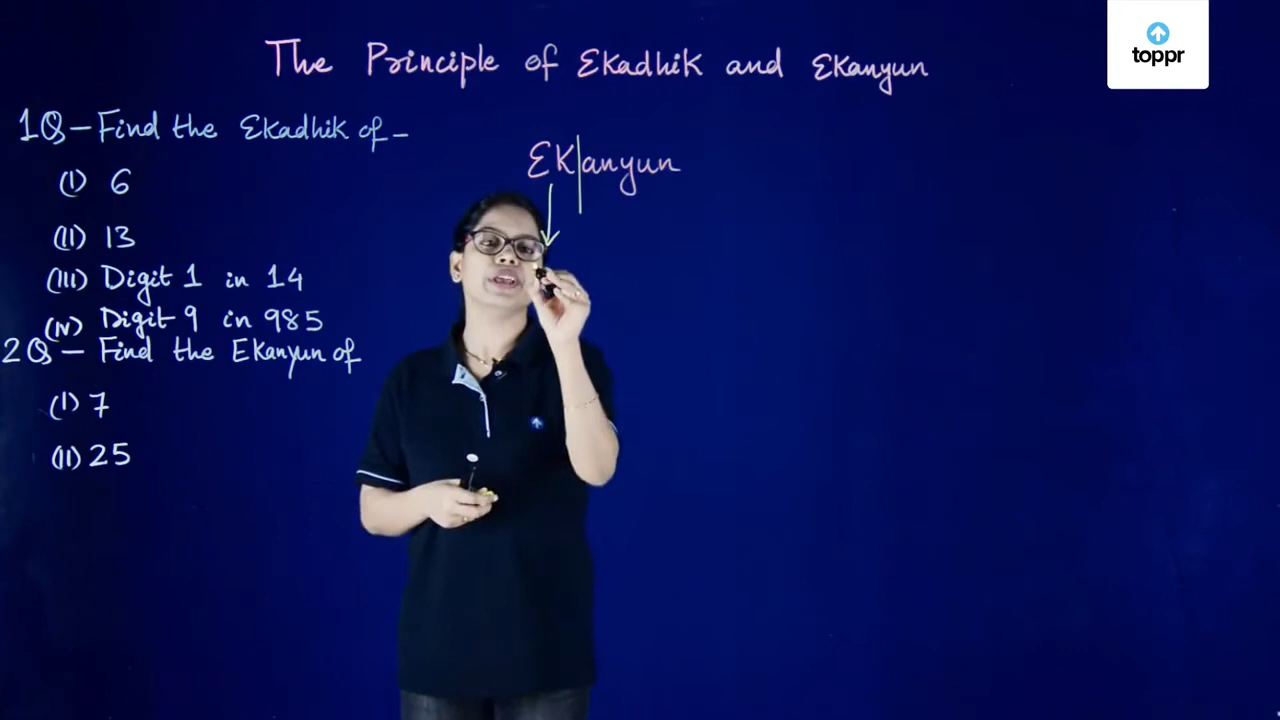 The Principle of Ekadhik and Ekanyun
toppr
1Q - Find the Ekadhik of -
(I) 6
(II) 13
(III) Digit 1 in 14
(IV) Digit 9 in 985
2Q - Find the Ekanyun of
(I) 7
(II) 25
EK|anyun